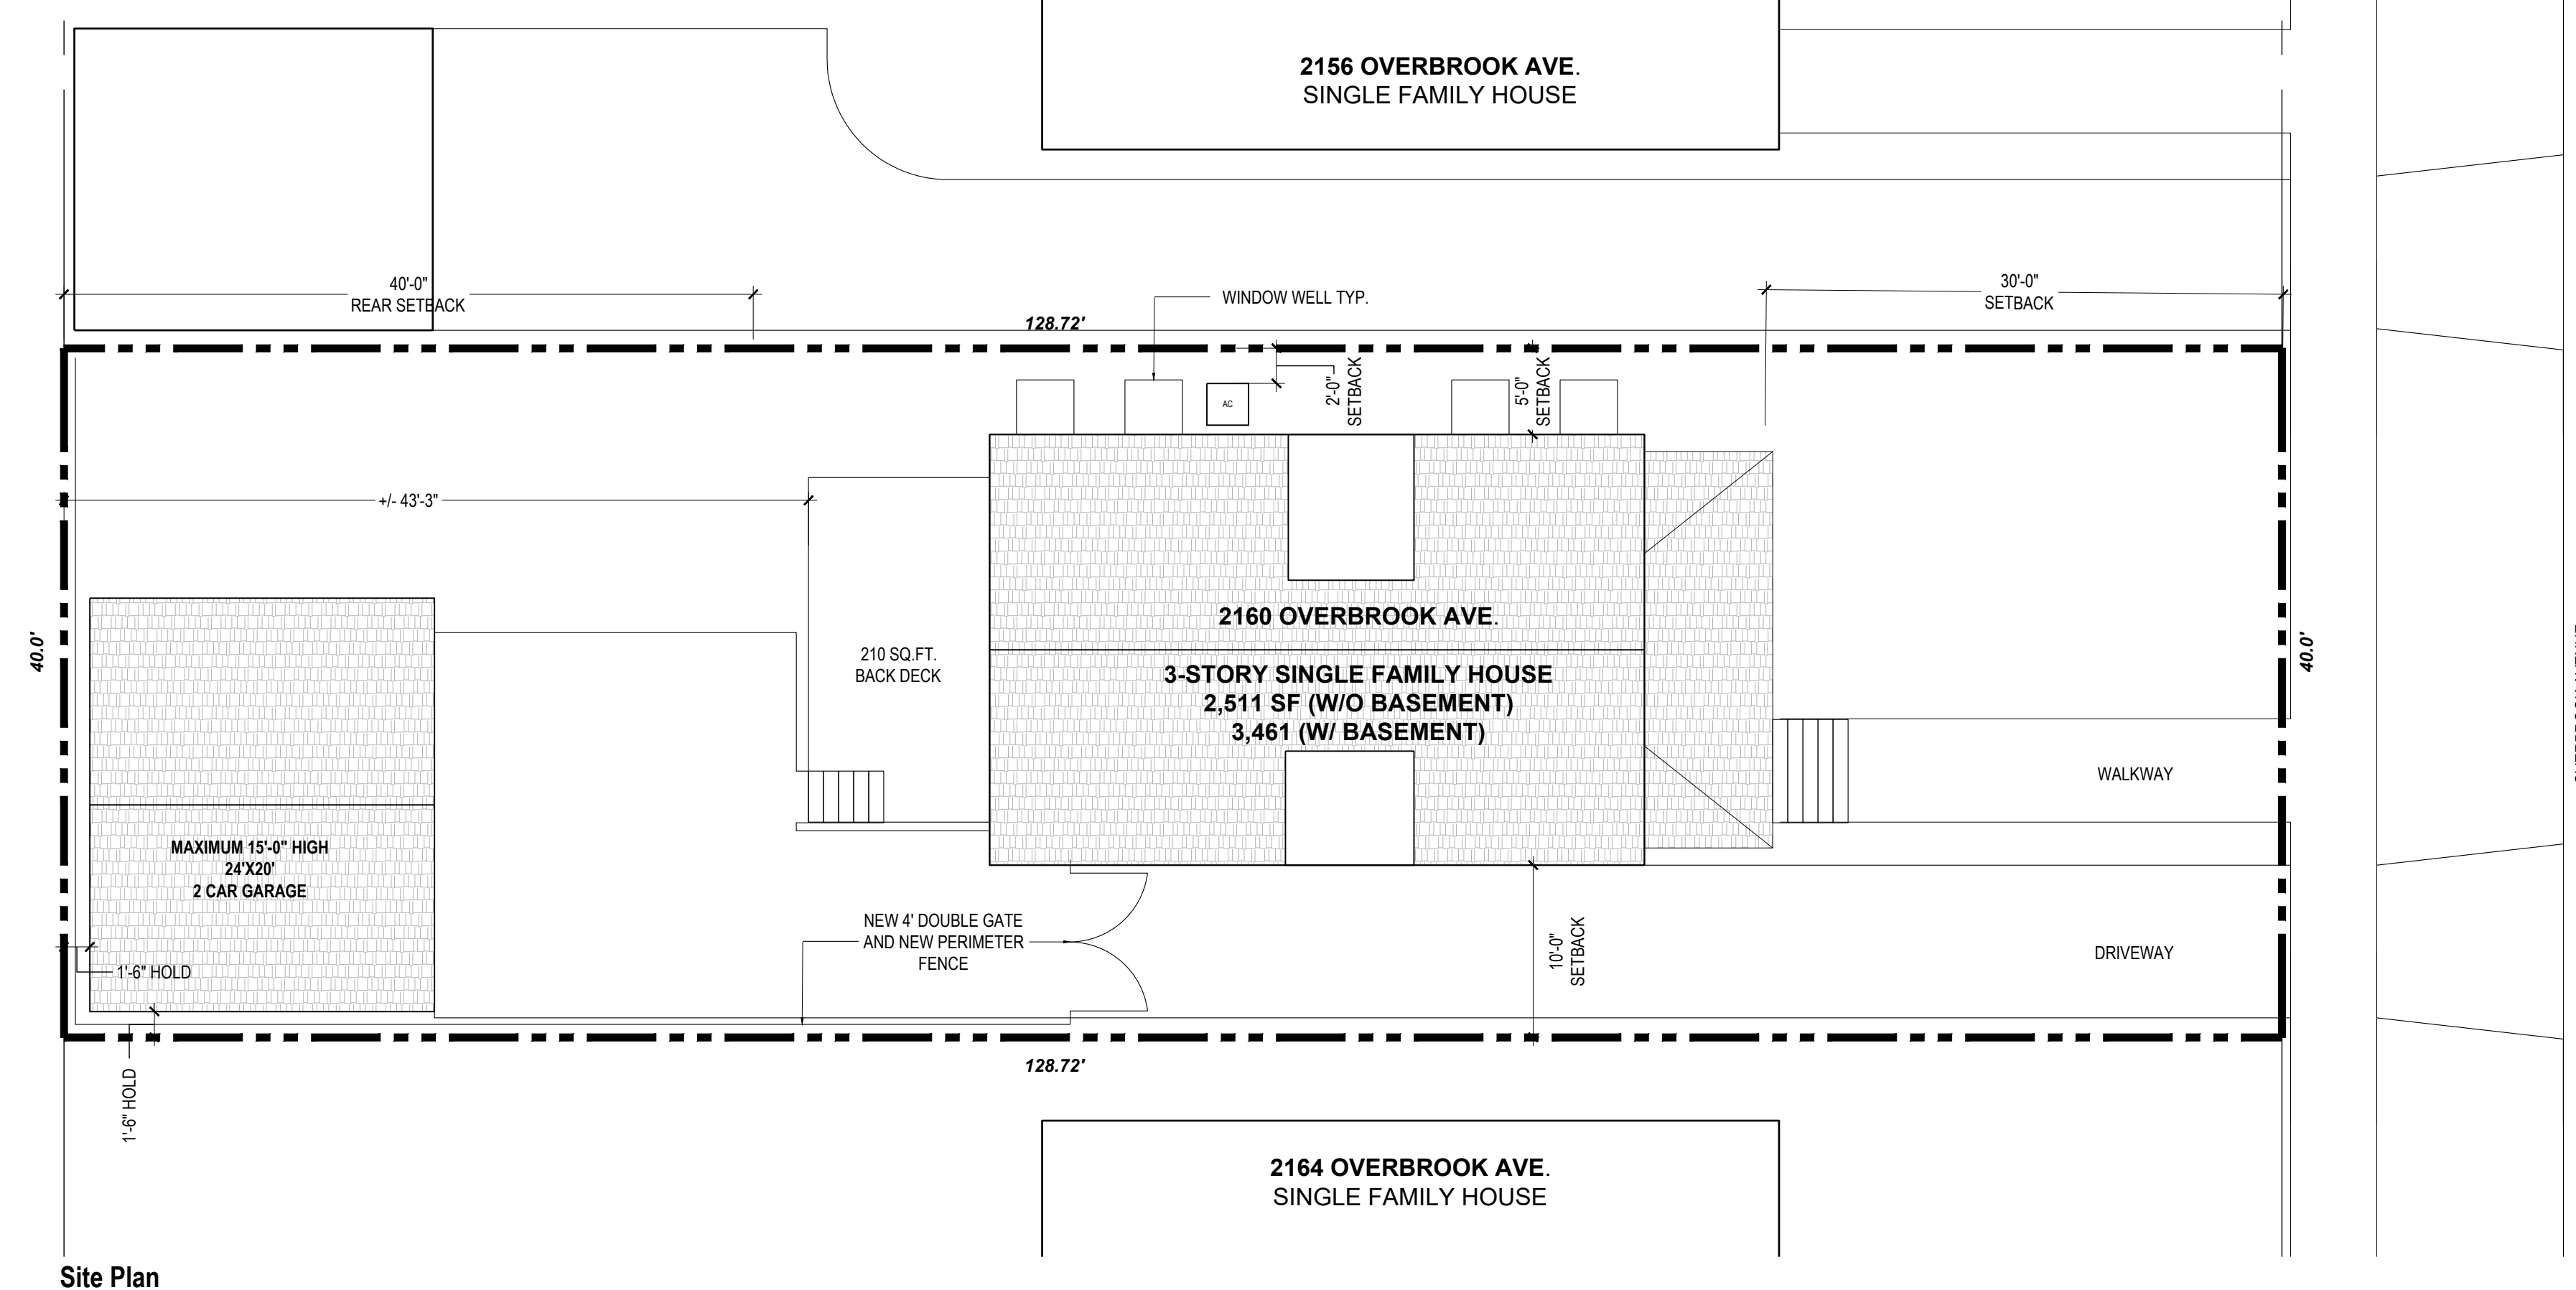 2156 OVERBROOK AVE.
SINGLE FAMILY HOUSE
40'-0"
REAR SETBACK
WINDOW WELL TYP.
30'-0"
SETBACK
128.72'
2'-0"
SETBACK
5'-0"
SETBACK
AC
+/- 43'-3"
40.0'
210 SQ.FT.
BACK DECK
2160 OVERBROOK AVE.
3-STORY SINGLE FAMILY HOUSE
2,511 SF (W/O BASEMENT)
3,461 (W/ BASEMENT)
40.0'
WALKWAY
MAXIMUM 15'-0" HIGH
24'X20'
2 CAR GARAGE
NEW 4' DOUBLE GATE
AND NEW PERIMETER
FENCE
10'-0"
SETBACK
DRIVEWAY
1'-6" HOLD
1'-6" HOLD
128.72'
2164 OVERBROOK AVE.
SINGLE FAMILY HOUSE
Site Plan